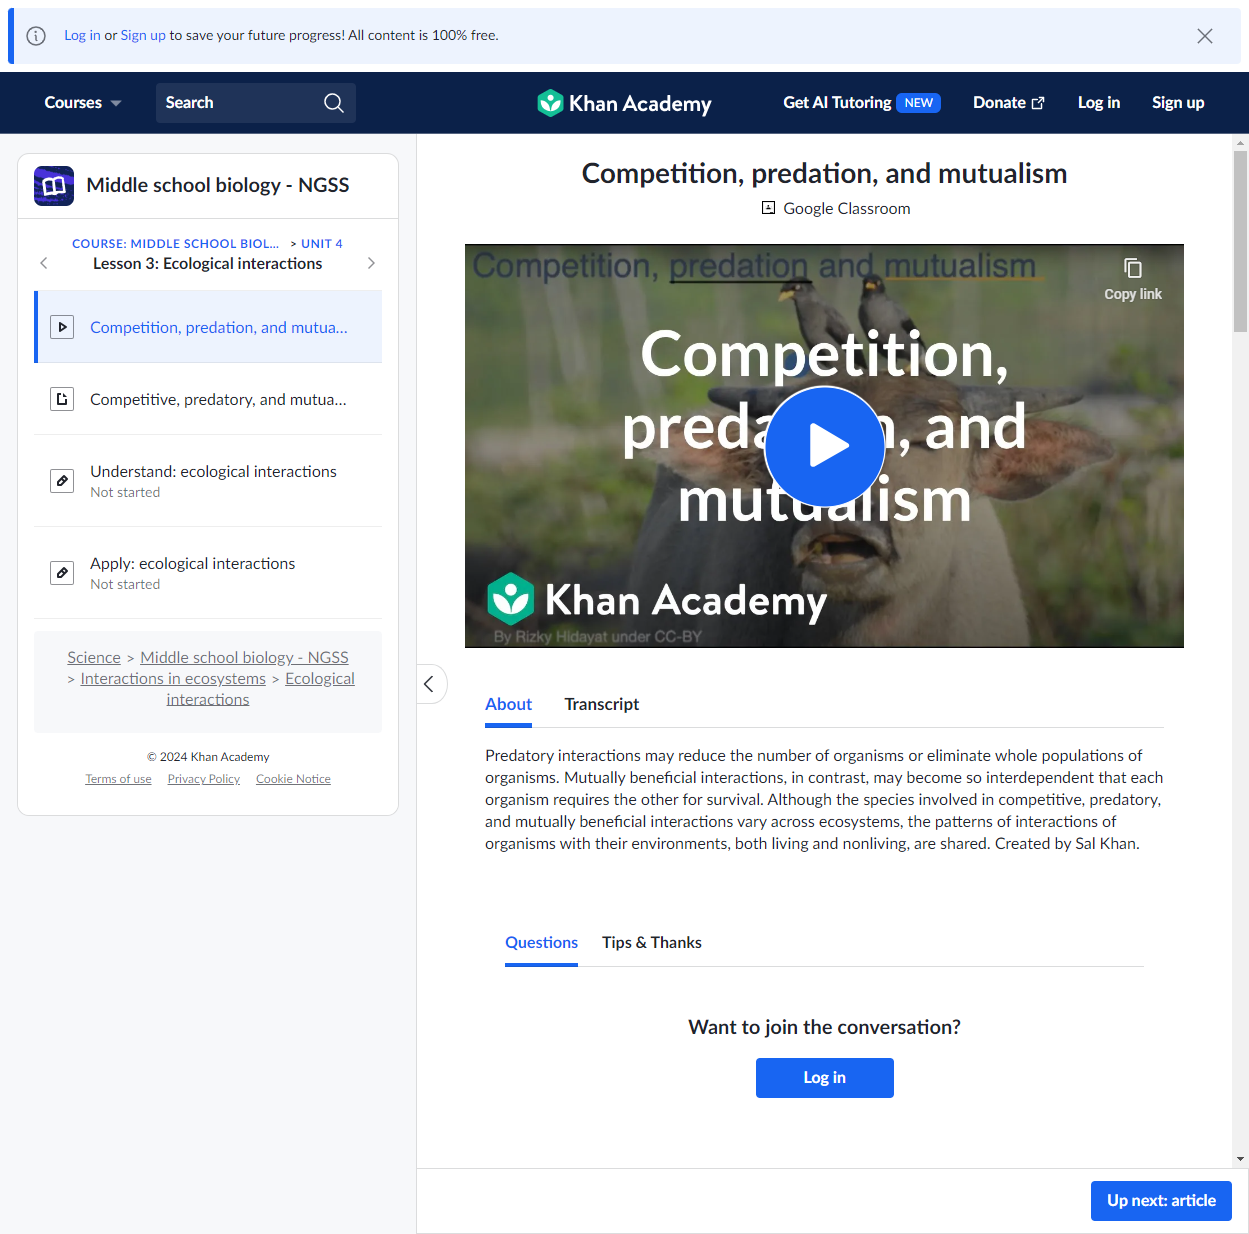 Log in or Sign up to save your future progress! All content is 100% free.
Courses
Search
Khan Academy
Get AI Tutoring NEW
Donate
Log in
Sign up
Middle school biology - NGSS
COURSE: MIDDLE SCHOOL BIOL... > UNIT 4
Lesson 3: Ecological interactions
Competition, predation, and mutua...
Competitive, predatory, and mutua...
Understand: ecological interactions
Not started
Apply: ecological interactions
Not started
Science > Middle school biology - NGSS
> Interactions in ecosystems > Ecological
interactions
© 2024 Khan Academy
Terms of use Privacy Policy Cookie Notice
Competition, predation, and mutualism
Google Classroom
Competition, predation and mutualism
Copy link
Competition,
predation, and
mutualism
Khan Academy
By Rizky Hidayat under CC-BY
About Transcript
Predatory interactions may reduce the number of organisms or eliminate whole populations of
organisms. Mutually beneficial interactions, in contrast, may become so interdependent that each
organism requires the other for survival. Although the species involved in competitive, predatory,
and mutually beneficial interactions vary across ecosystems, the patterns of interactions of
organisms with their environments, both living and nonliving, are shared. Created by Sal Khan.
Questions Tips & Thanks
Want to join the conversation?
Log in
Up next: article